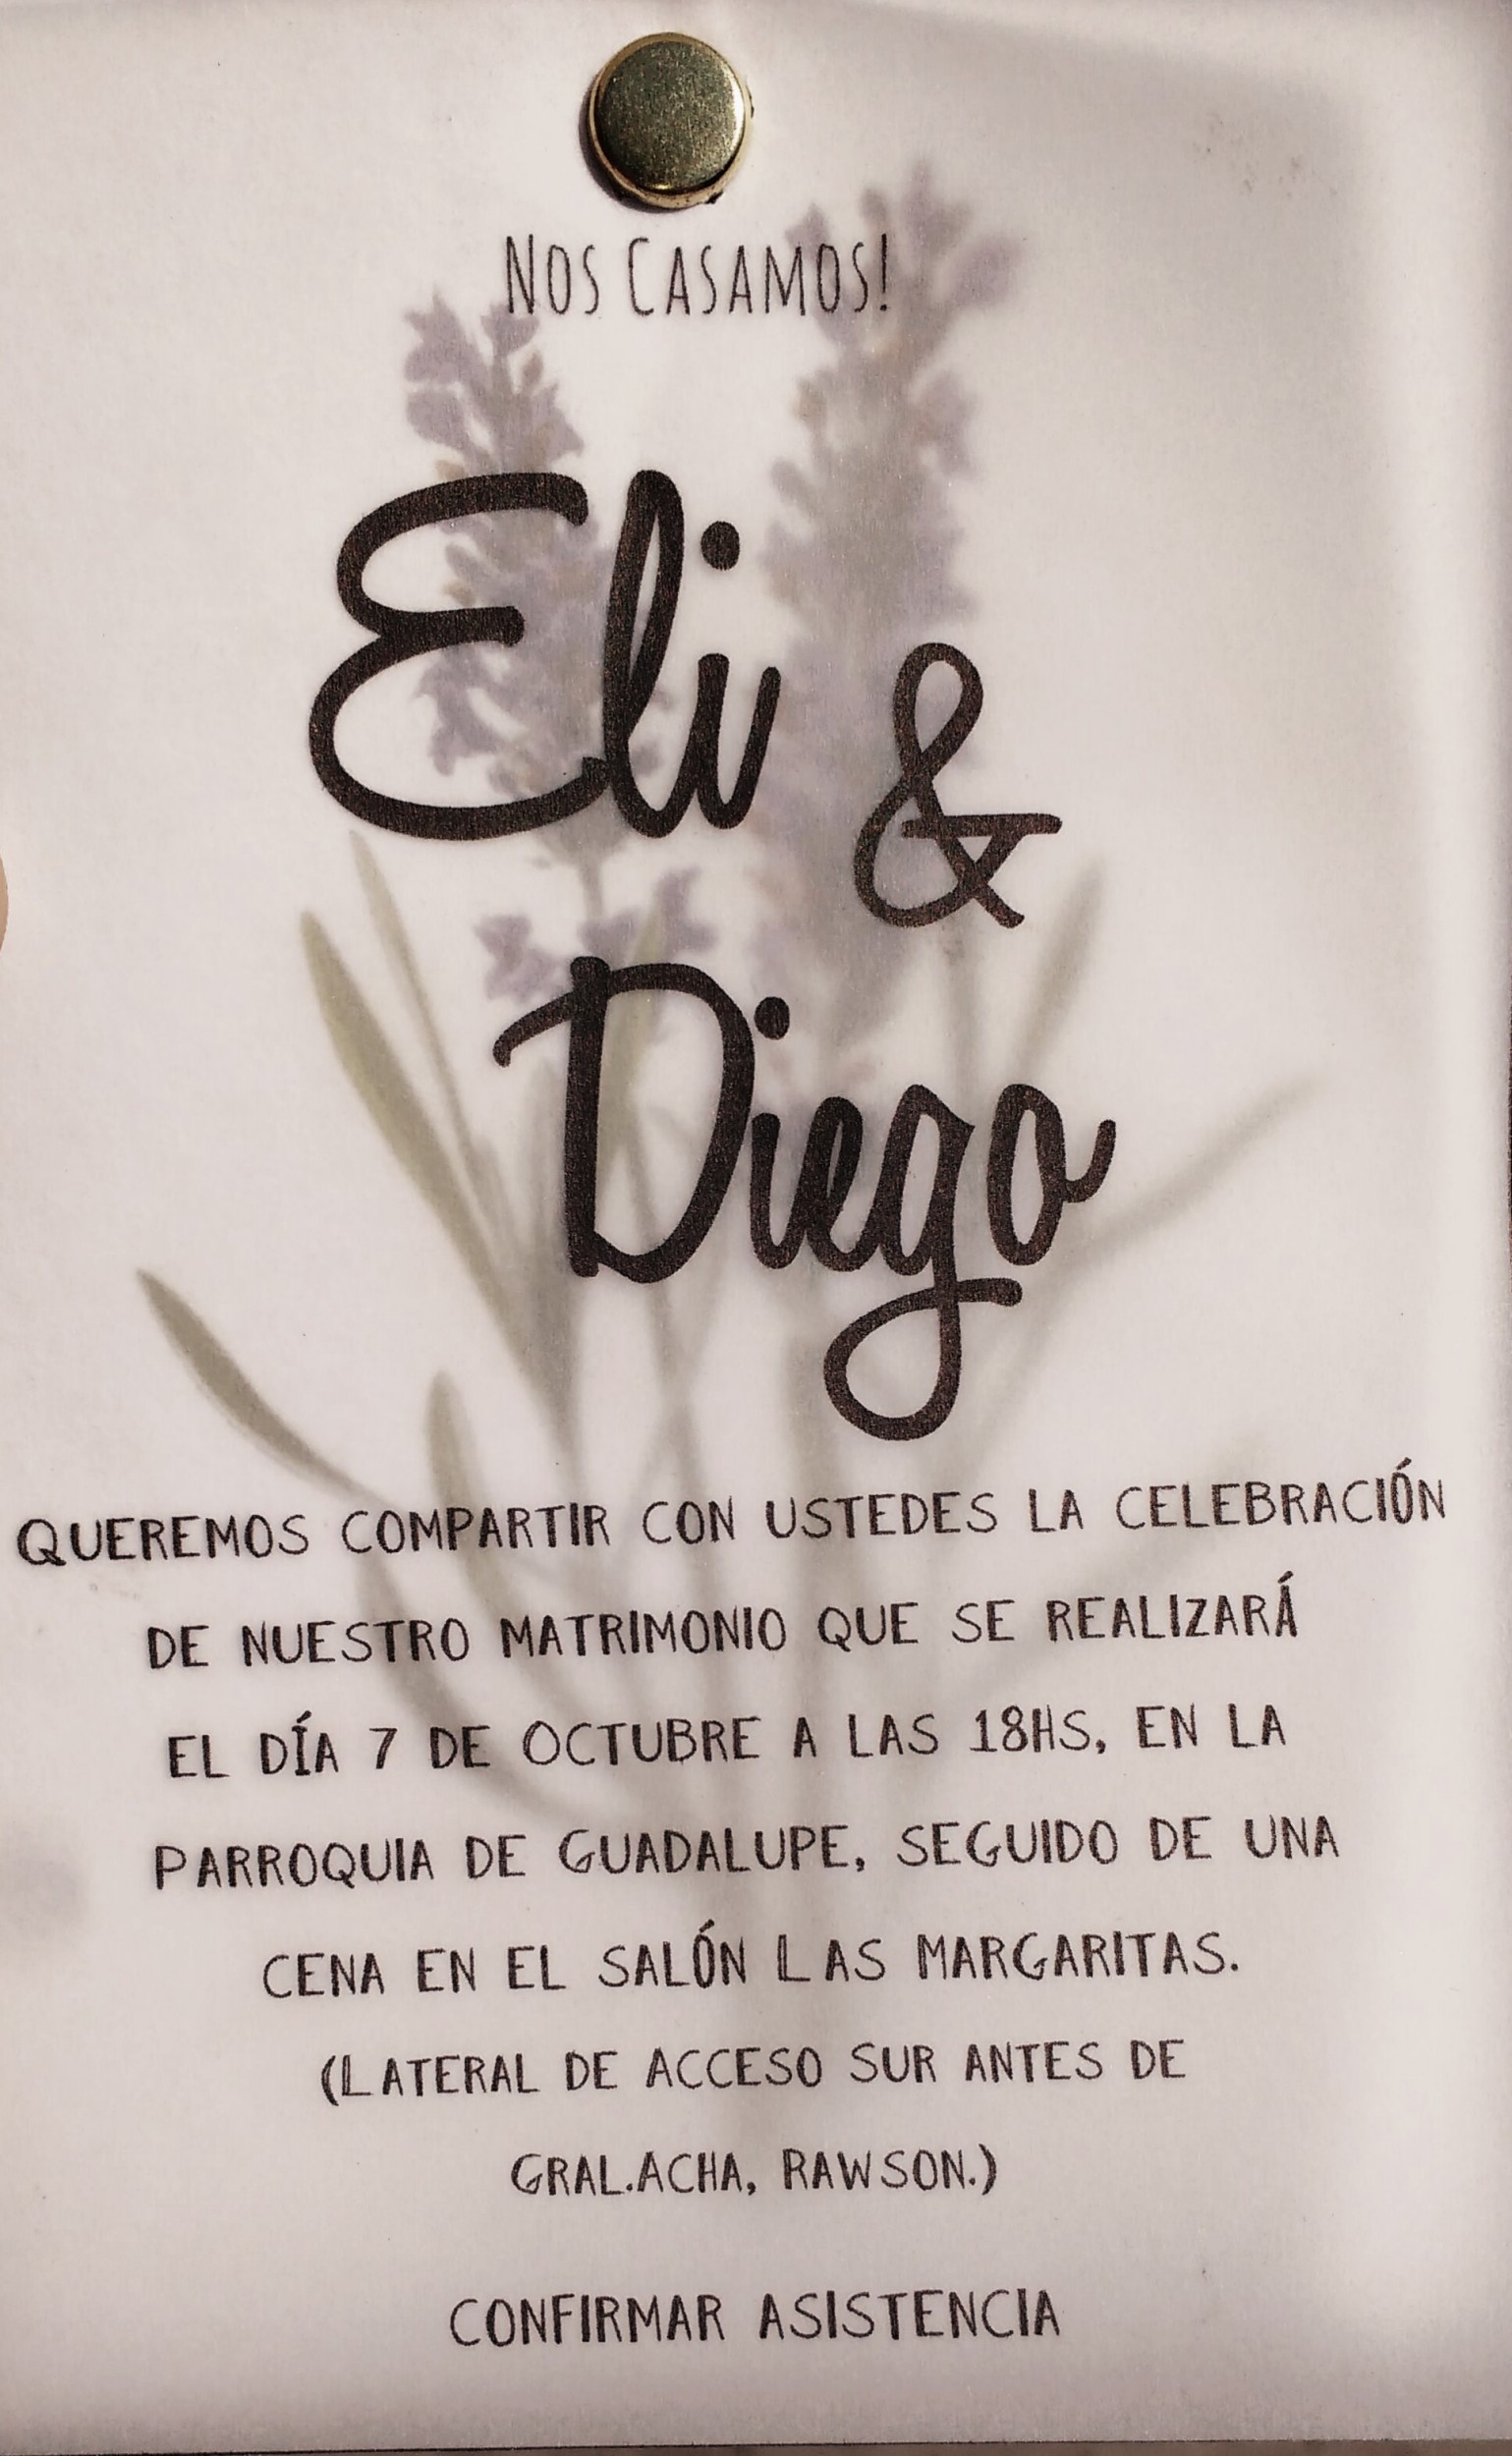 Nos Casamos!
Eli &
Diego
QUEREMOS COMPARTIR CON USTEDES LA CELEBRACIÓN
DE NUESTRO MATRIMONIO QUE SE REALIZARÁ
EL DÍA 7 DE OCTUBRE A LAS 18HS, EN LA
PARROQUIA DE GUADALUPE, SEGUIDO DE UNA
CENA EN EL SALÓN LAS MARGARITAS.
(LATERAL DE ACCESO SUR ANTES DE
GRAL.ACHA, RAWSON.)
CONFIRMAR ASISTENCIA